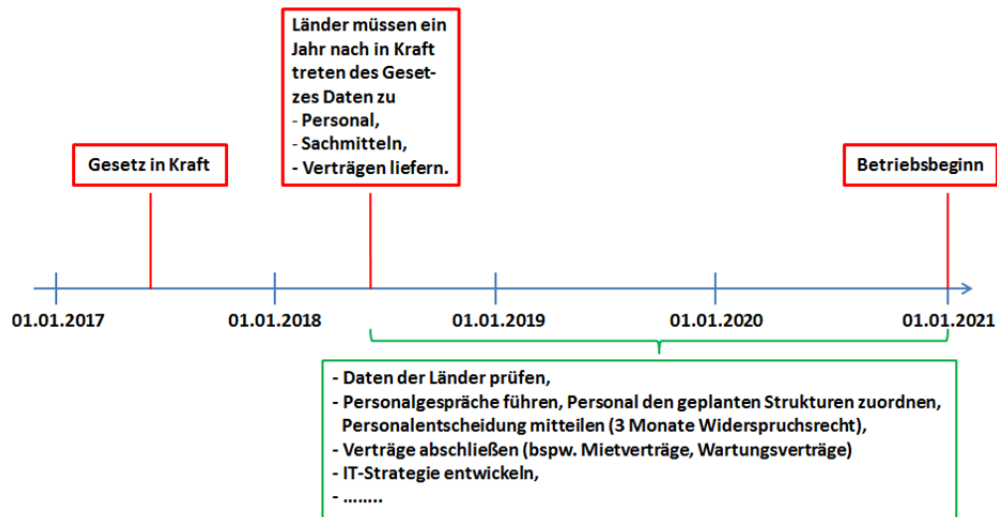 Länder müssen ein
Jahr nach in Kraft
treten des Geset-
zes Daten zu
- Personal,
- Sachmitteln,
- Verträgen liefern.
Gesetz in Kraft
Betriebsbeginn
01.01.2017
01.01.2018
01.01.2019
01.01.2020
01.01.2021
- Daten der Länder prüfen,
- Personalgespräche führen, Personal den geplanten Strukturen zuordnen,
Personalentscheidung mitteilen (3 Monate Widerspruchsrecht),
- Verträge abschließen (bspw. Mietverträge, Wartungsverträge)
- IT-Strategie entwickeln,
- ........